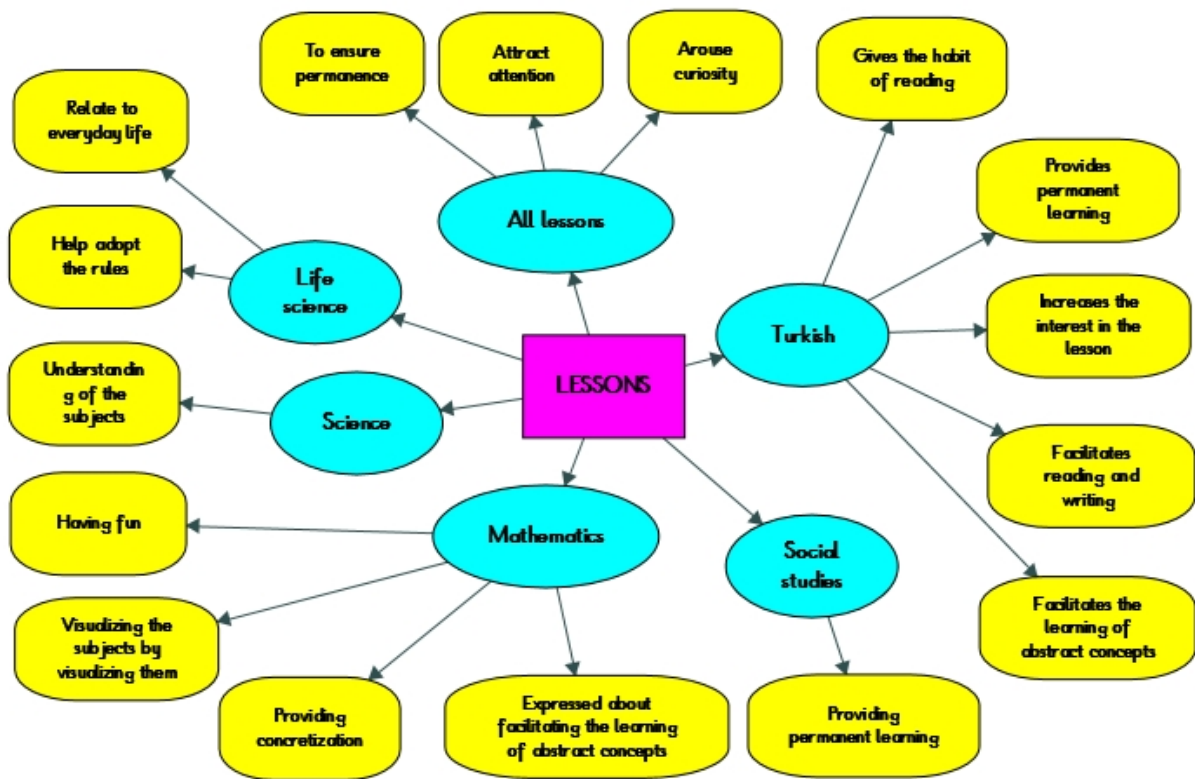 To ensure
permanence
Attract
attention
Arouse
curiosity
Gives the habit
of reading
Relate to
everyday life
Provides
permanent
learning
All lessons
Help adopt
the rules
Life
science
Increases the
interest in the
lesson
Turkish
LESSONS
Understandin
g of the
subjects
Science
Facilitates
reading and
writing
Having fun
Mathematics
Social
studies
Visualizing the
subjects by
visualizing them
Facilitates the
learning of
abstract concepts
Providing
concretization
Expressed about
facilitating the learning
of abstract concepts
Providing
permanent learning